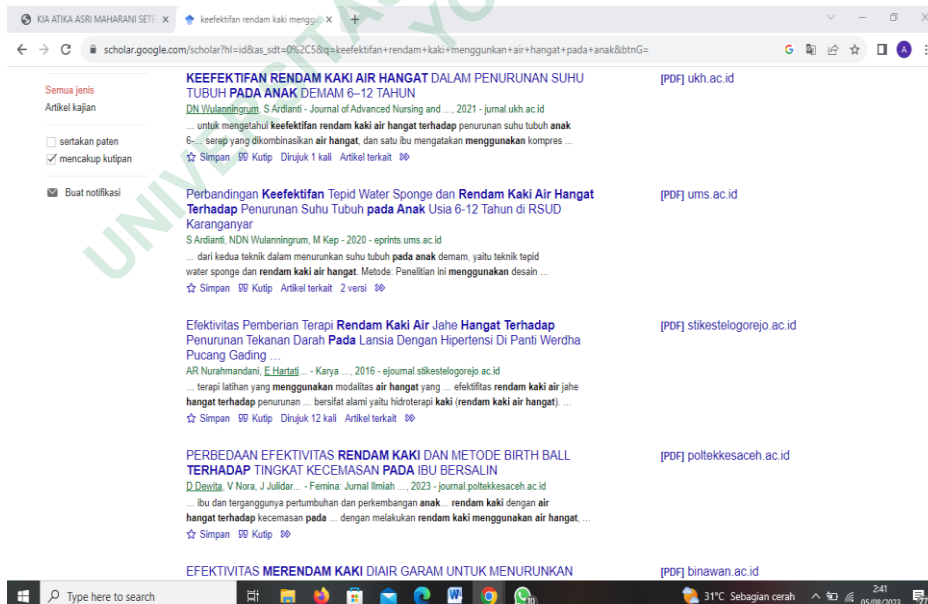 KIA ATIKA ASRI MAHARANI SETE
keefektifan rendam kaki menggu
scholar.google.com/scholar?hl=id&as_sdt=0%2C5&q=keefektifan+rendam+kaki+menggunkan+air+hangat+pada+anak&btnG=
Semua jenis
Artikel kajian
sertakan paten
mencakup kutipan
Buat notifikasi
KEEFEKTIFAN RENDAM KAKI AIR HANGAT DALAM PENURUNAN SUHU
TUBUH PADA ANAK DEMAM 6–12 TAHUN
DN Wulanningrum, S Ardianti - Journal of Advanced Nursing and ..., 2021 - jurnal.ukh.ac.id
... untuk mengetahui keefektifan rendam kaki air hangat terhadap penurunan suhu tubuh anak
6-... serep yang dikombinasikan air hangat, dan satu ibu mengatakan menggunakan kompres ...
Simpan Kutip Dirujuk 1 kali Artikel terkait
[PDF] ukh.ac.id
Perbandingan Keefektifan Tepid Water Sponge dan Rendam Kaki Air Hangat
Terhadap Penurunan Suhu Tubuh pada Anak Usia 6-12 Tahun di RSUD
Karanganyar
S Ardianti, NDN Wulanningrum, M Kep - 2020 - eprints.ums.ac.id
... dari kedua teknik dalam menurunkan suhu tubuh pada anak demam, yaitu teknik tepid
water sponge dan rendam kaki air hangat. Metode: Penelitian ini menggunakan desain ...
Simpan Kutip Artikel terkait 2 versi
[PDF] ums.ac.id
Efektivitas Pemberian Terapi Rendam Kaki Air Jahe Hangat Terhadap
Penurunan Tekanan Darah Pada Lansia Dengan Hipertensi Di Panti Werdha
Pucang Gading ...
AR Nurahmandani, E Hartati... - Karya ..., 2016 - ejournal.stikestelogorejo.ac.id
... terapi latihan yang menggunakan modalitas air hangat yang ... efektifitas rendam kaki air jahe
hangat terhadap penurunan ... bersifat alami yaitu hidroterapi kaki (rendam kaki air hangat). ...
Simpan Kutip Dirujuk 12 kali Artikel terkait
[PDF] stikestelogorejo.ac.id
PERBEDAAN EFEKTIVITAS RENDAM KAKI DAN METODE BIRTH BALL
TERHADAP TINGKAT KECEMASAN PADA IBU BERSALIN
D Dewita, V Nora, J Julidar... - Femina: Jurnal Ilmiah ..., 2023 - journal.poltekkesaceh.ac.id
... ibu dan terganggunya pertumbuhan dan perkembangan anak... rendam kaki dengan air
hangat terhadap kecemasan pada ... dengan melakukan rendam kaki menggunakan air hangat, ...
Simpan Kutip
[PDF] poltekkesaceh.ac.id
EFEKTIVITAS MERENDAM KAKI DIAIR GARAM UNTUK MENURUNKAN
[PDF] binawan.ac.id
UNIVERSITAS
Type here to search
31°C Sebagian cerah
2:41
05/08/2023